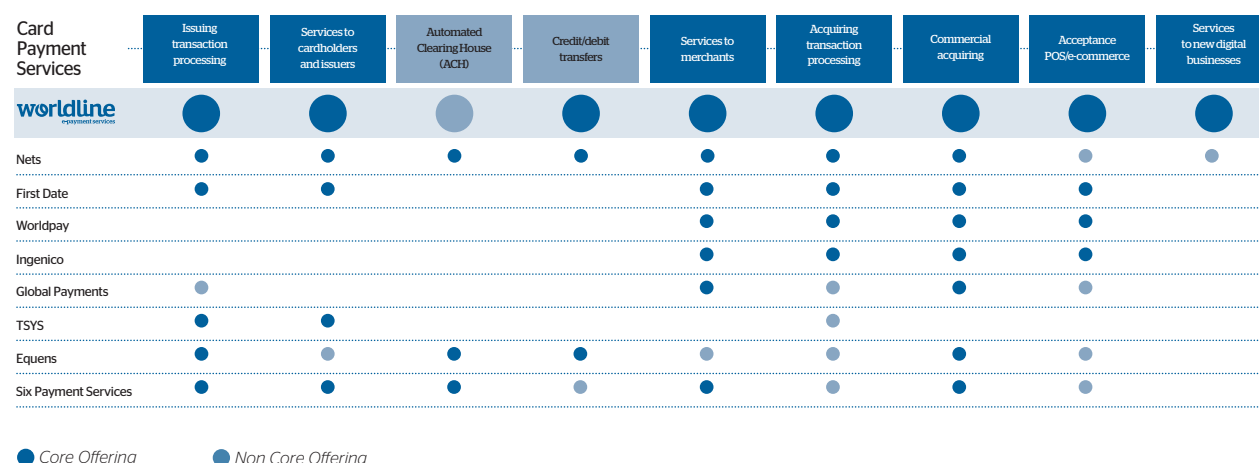 Card
Payment
Services
Issuing
transaction
processing
Services to
cardholders
and issuers
Automated
Clearing House
(ACH)
Credit/debit
transfers
Services to
merchants
Acquiring
transaction
processing
Commercial
acquiring
Acceptance
POS/e-commerce
Services
to new digital
businesses
worldline
e-payment services
Nets
First Date
Worldpay
Ingenico
Global Payments
TSYS
Equens
Six Payment Services
Core Offering
Non Core Offering